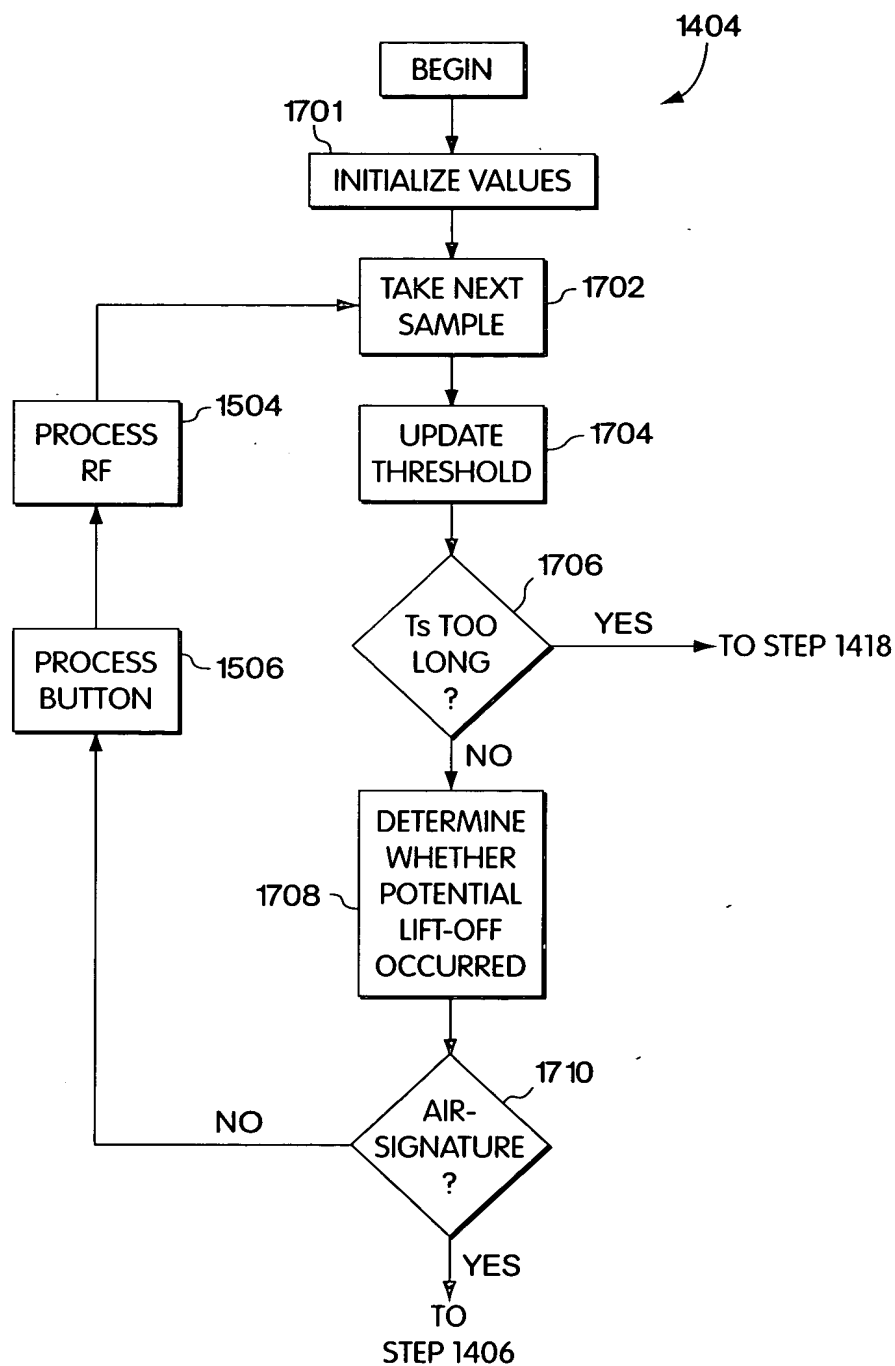 1404
BEGIN
1701
INITIALIZE VALUES
TAKE NEXT
SAMPLE
1702
PROCESS
RF
1504
UPDATE
THRESHOLD
1704
1706
Ts TOO
LONG
?
YES
TO STEP 1418
PROCESS
BUTTON
1506
NO
DETERMINE
WHETHER
POTENTIAL
LIFT-OFF
OCCURRED
1708
1710
AIR-
SIGNATURE
?
NO
YES
TO
STEP 1406